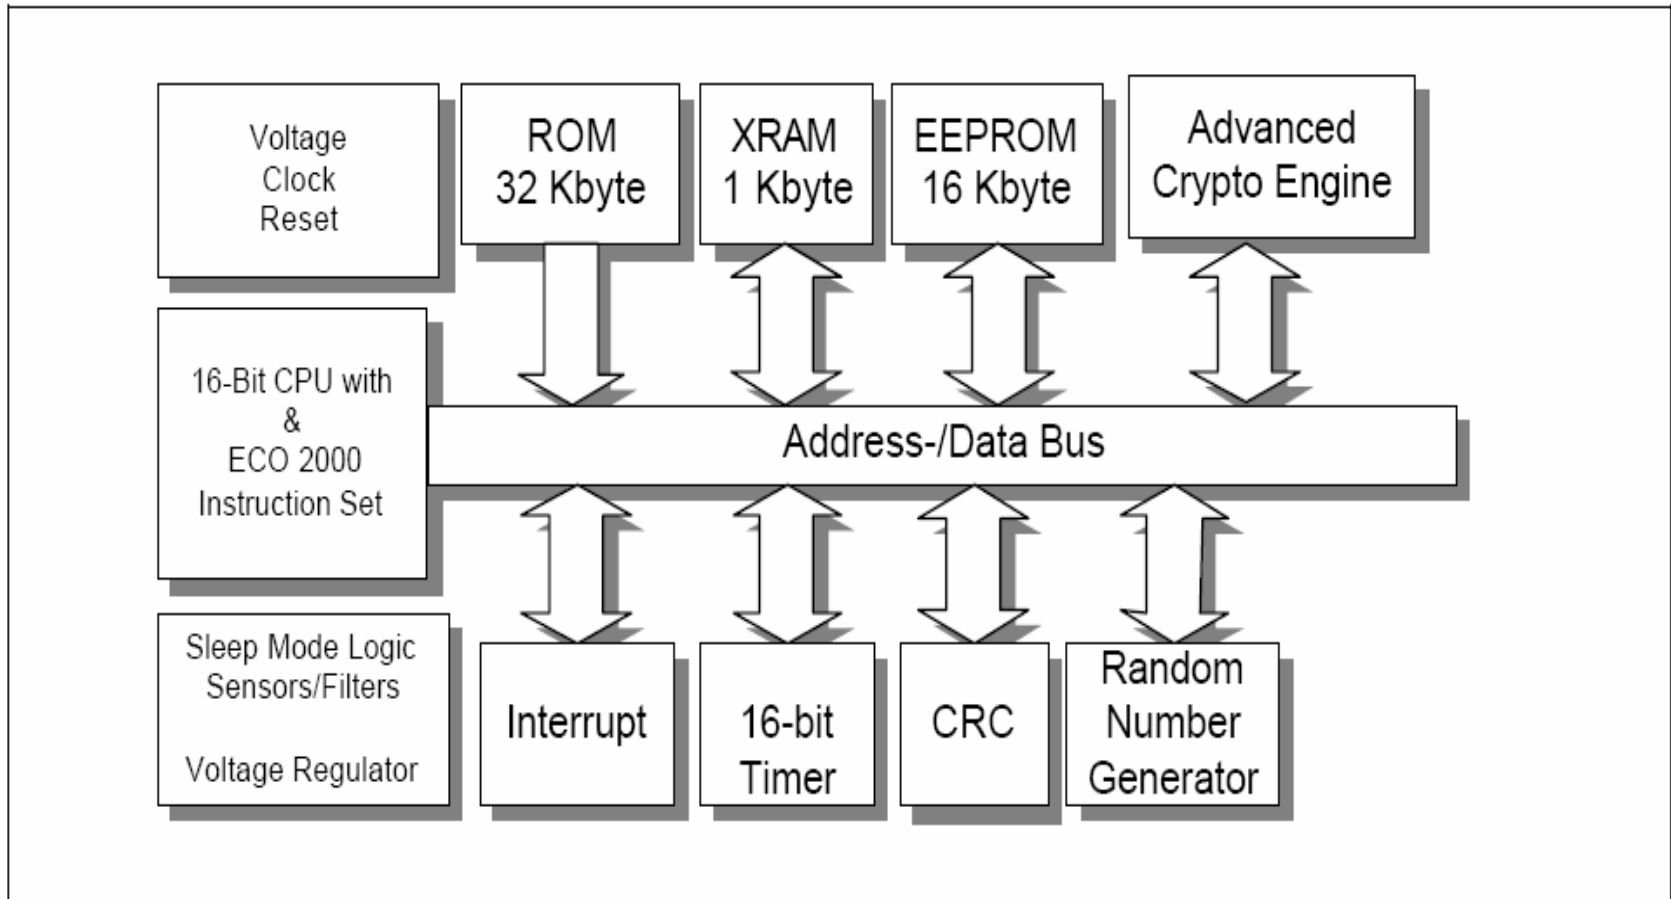 Voltage
Clock
Reset
ROM
32 Kbyte
XRAM
1 Kbyte
EEPROM
16 Kbyte
Advanced
Crypto Engine
16-Bit CPU with
&
ECO 2000
Instruction Set
Address-/Data Bus
Sleep Mode Logic
Sensors/Filters
Voltage Regulator
Interrupt
16-bit
Timer
CRC
Random
Number
Generator